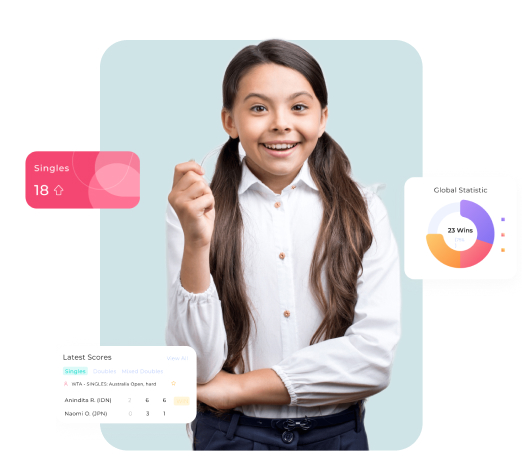 Singles
18
Global Statistic
23 Wins
Latest Scores
View All
Singles Doubles Mixed Doubles
WTA - SINGLES: Australia Open, hard
Anindita R. (IDN) 2 6 6
Naomi O. (JPN) 0 3 1